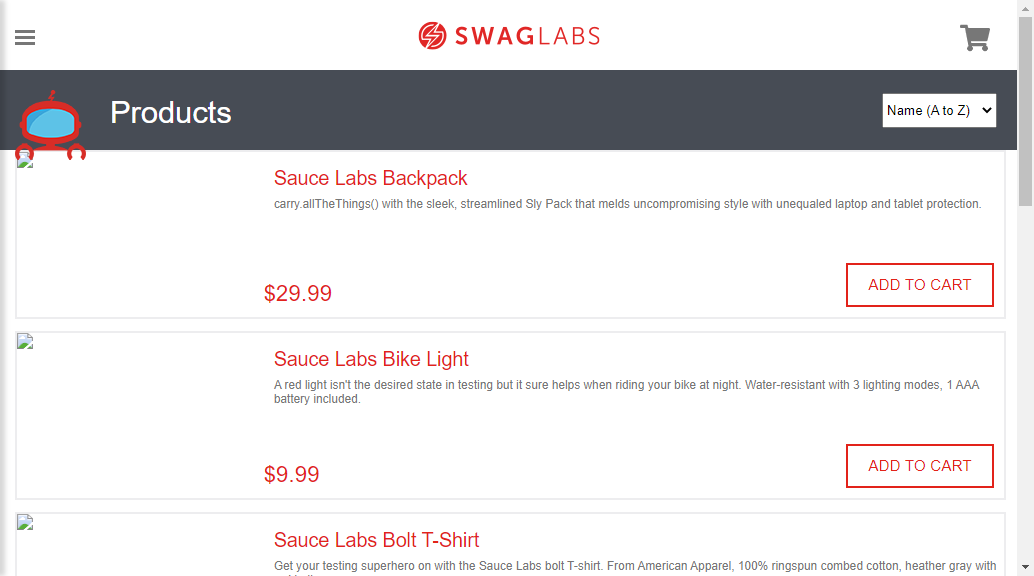 SWAGLABS
Products
Name (A to Z)
Sauce Labs Backpack
carry.allTheThings() with the sleek, streamlined Sly Pack that melds uncompromising style with unequaled laptop and tablet protection.
$29.99
ADD TO CART
Sauce Labs Bike Light
A red light isn't the desired state in testing but it sure helps when riding your bike at night. Water-resistant with 3 lighting modes, 1 AAA
battery included.
$9.99
ADD TO CART
Sauce Labs Bolt T-Shirt
Get your testing superhero on with the Sauce Labs bolt T-shirt. From American Apparel, 100% ringspun combed cotton, heather gray with